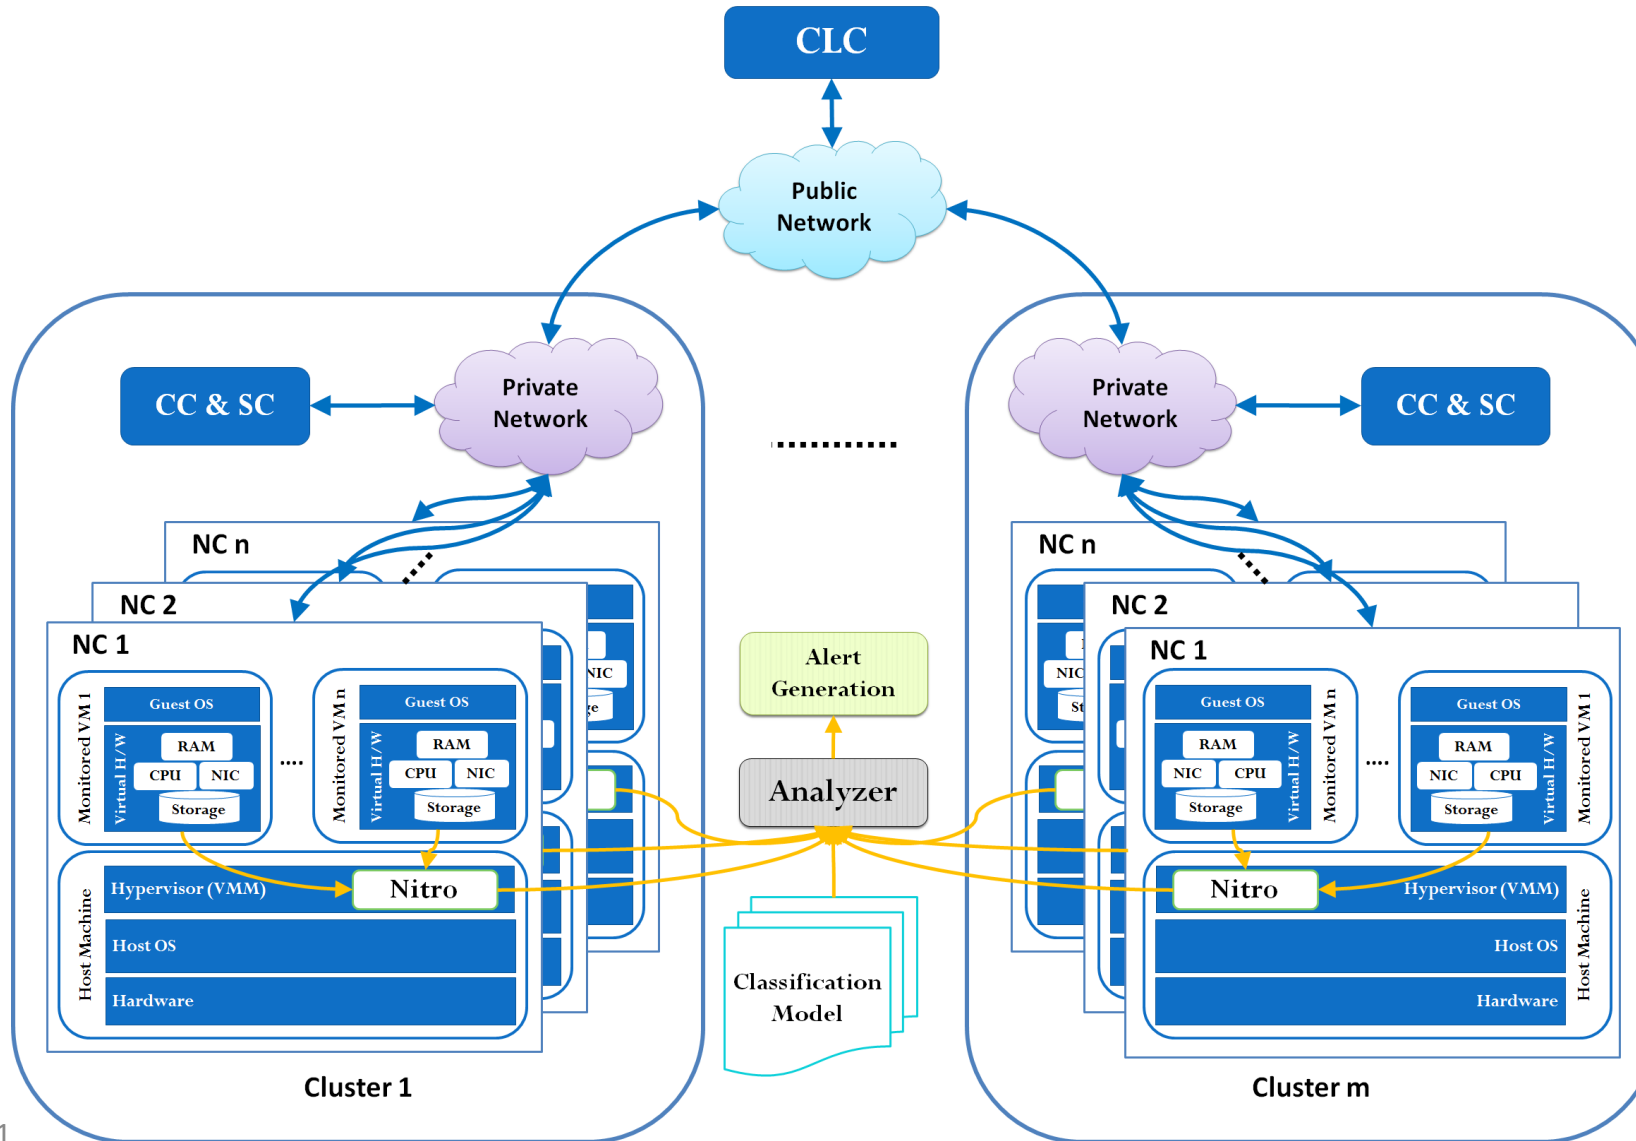 CLC
Public
Network
Private
Network
CC & SC
Private
Network
CC & SC
NC n
NC 2
NC 1
Monitored VM 1
Guest OS
Virtual H/W
RAM
CPU
NIC
Storage
....
Monitored VM n
Guest OS
Virtual H/W
RAM
CPU
NIC
Storage
NIC
Host Machine
Hypervisor (VMM)
Nitro
Host OS
Hardware
Cluster 1
Alert
Generation
Analyzer
Classification
Model
NC n
NC 2
NC 1
NIC
Guest OS
RAM
NIC
CPU
Storage
Virtual H/W
Monitored VM n
....
Guest OS
RAM
NIC
CPU
Storage
Virtual H/W
Monitored VM 1
Nitro
Hypervisor (VMM)
Host OS
Hardware
Host Machine
Cluster m
1